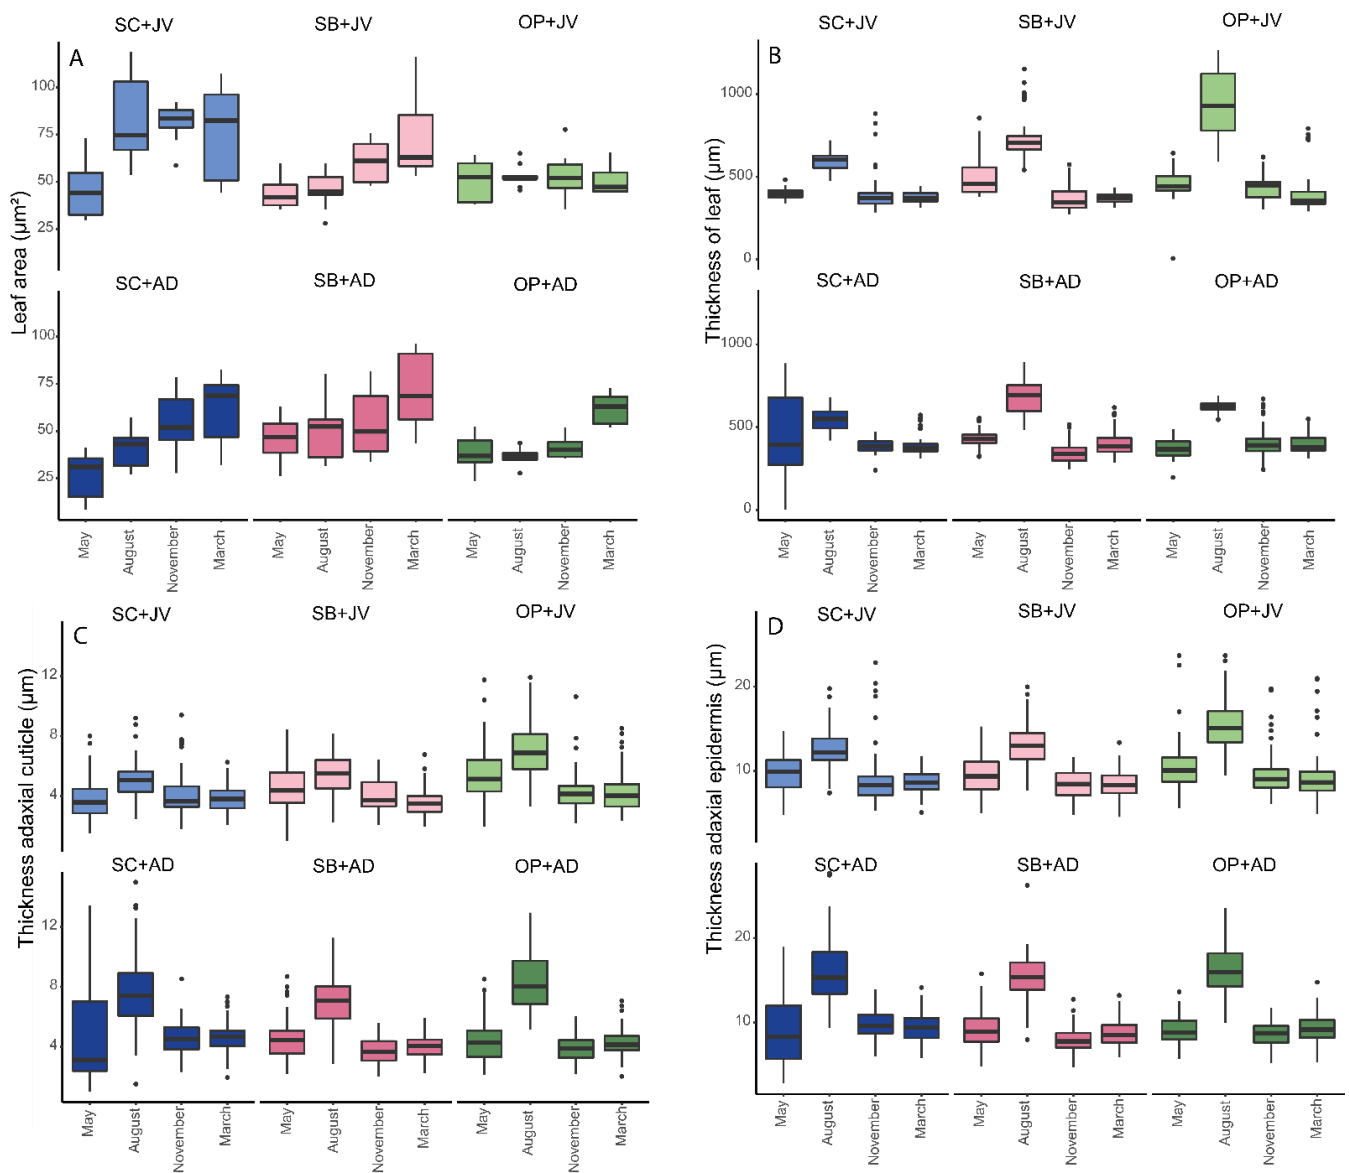 SC+JV SB+JV OP+JV
A
Leaf area (µm²)
100
75
50
25
SC+AD SB+AD OP+AD
100
75
50
25
May August November March May August November March May August November March
SC+JV SB+JV OP+JV
B
Thickness of leaf (µm)
1000
500
0
SC+AD SB+AD OP+AD
1000
500
0
May August November March May August November March May August November March
SC+JV SB+JV OP+JV
C
Thickness adaxial cuticle (µm)
12
8
4
SC+AD SB+AD OP+AD
12
8
4
May August November March May August November March May August November March
SC+JV SB+JV OP+JV
D
Thickness adaxial epidermis (µm)
20
10
SC+AD SB+AD OP+AD
20
10
May August November March May August November March May August November March